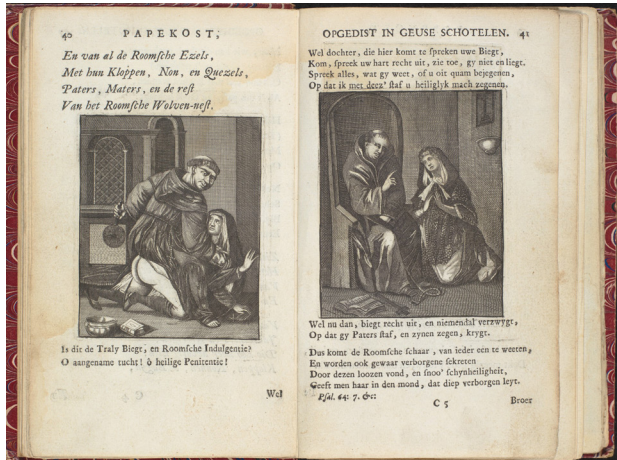 40 PAPEKOST,
En van al de Roomſche Ezels,
Met hun Kloppen, Non, en Quezels,
Paters, Maters, en de reſt
Van het Roomſche Wolven-neſt.
Is dit de Traly Biegt, en Roomſche Indulgentie?
O aangename tucht! ò heilige Penitentie!
Wel
OPGEDIST IN GEUSE SCHOTELEN. 41
Wel dochter, die hier komt te ſpreken uwe Biegt,
Kom, ſpreek uw hart recht uit, zie toe, gy niet en liegt.
Spreek alles, wat gy weet, of u oit quam bejegenen,
Op dat ik met deez' ſtaf u heiliglyk mach zegenen.
Wel nu dan, biegt recht uit, en niemendal verzwygt,
Op dat gy Paters ſtaf, en zynen zegen, krygt.
Dus komt de Roomſche ſchaar, van ieder een te weeten,
En worden ook gewaar verborgene ſekreten
Door dezen loozen vond, en ſnoo' ſchynheiligheit,
Geeft men haar in den mond, dat diep verborgen leyt.
Pſal. 64: 7. &c:
C 5 Broer